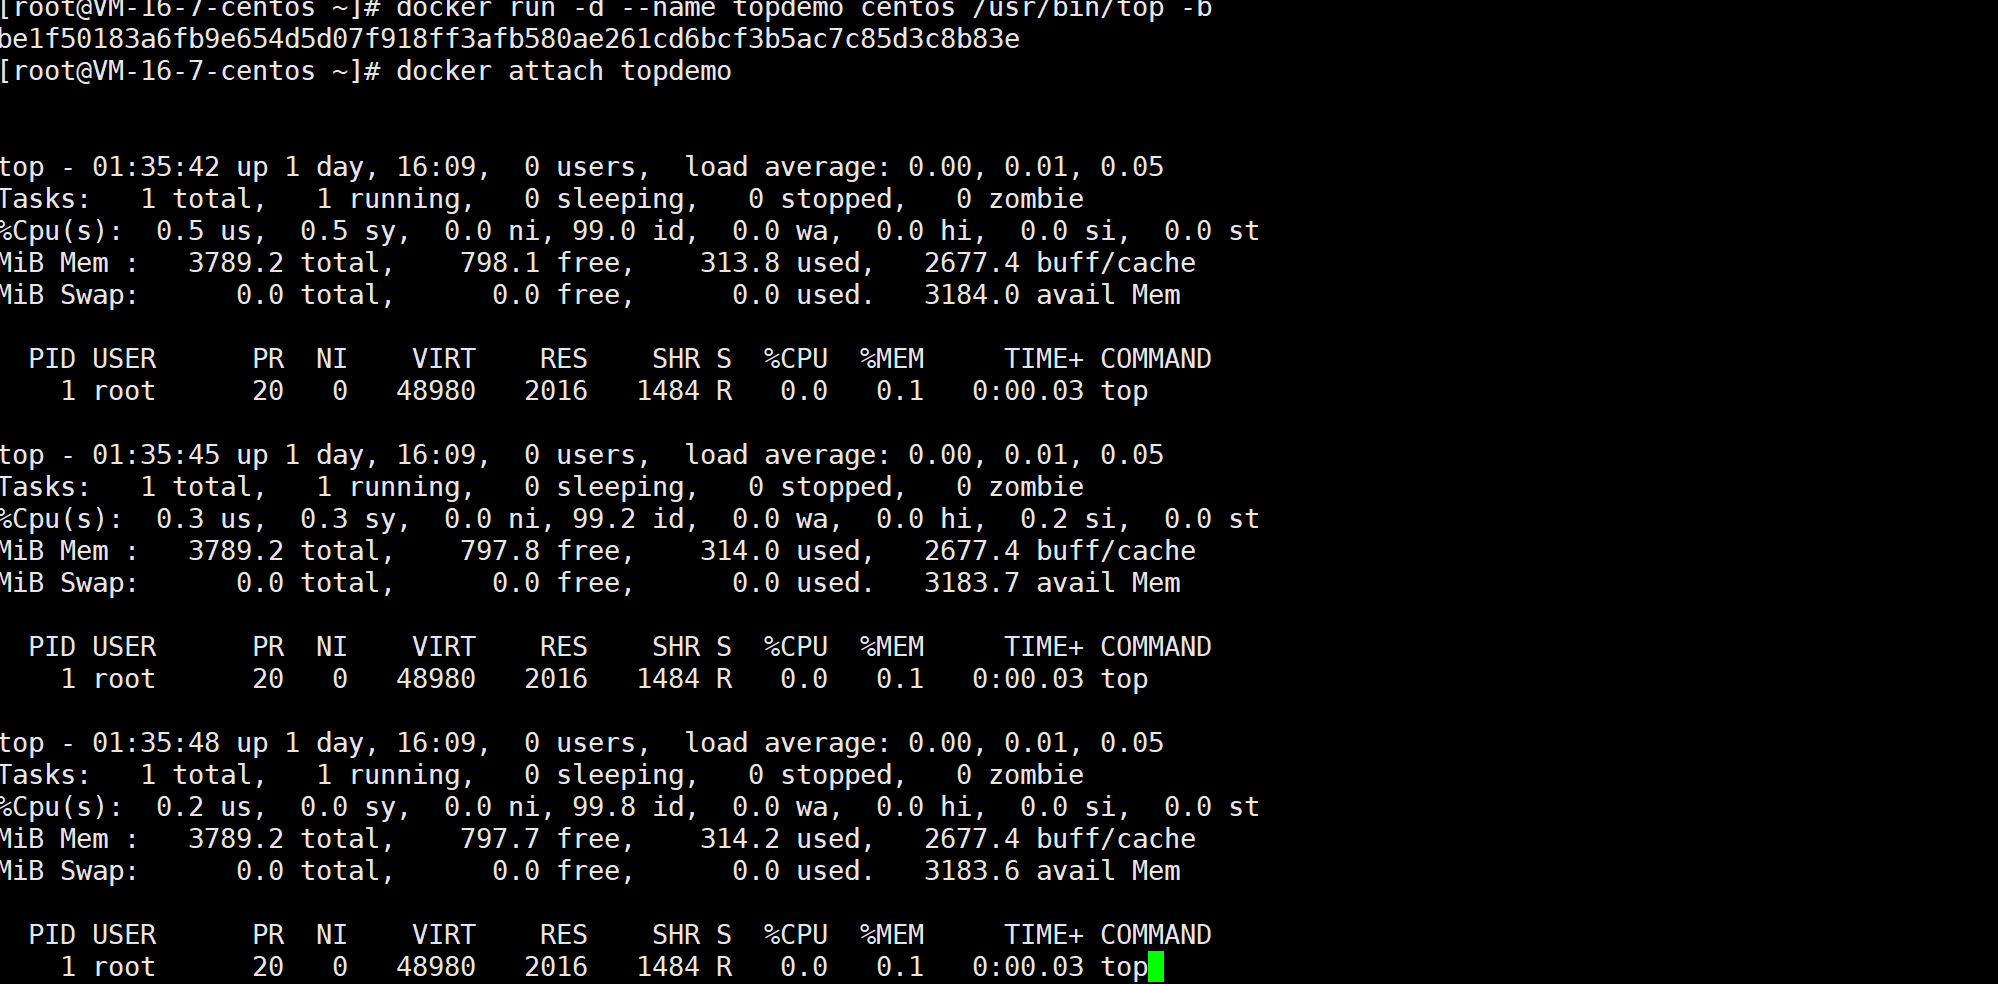 [root@VM-16-7-centos ~]# docker run -d --name topdemo centos /usr/bin/top -b
be1f50183a6fb9e654d5d07f918ff3afb580ae261cd6bcf3b5ac7c85d3c8b83e
[root@VM-16-7-centos ~]# docker attach topdemo
top - 01:35:42 up 1 day, 16:09,  0 users,  load average: 0.00, 0.01, 0.05
Tasks:   1 total,   1 running,   0 sleeping,   0 stopped,   0 zombie
%Cpu(s):  0.5 us,  0.5 sy,  0.0 ni, 99.0 id,  0.0 wa,  0.0 hi,  0.0 si,  0.0 st
MiB Mem :   3789.2 total,    798.1 free,    313.8 used,   2677.4 buff/cache
MiB Swap:      0.0 total,      0.0 free,      0.0 used.   3184.0 avail Mem
  PID USER      PR  NI    VIRT    RES    SHR S  %CPU  %MEM     TIME+ COMMAND
    1 root      20   0   48980   2016   1484 R   0.0   0.1   0:00.03 top
top - 01:35:45 up 1 day, 16:09,  0 users,  load average: 0.00, 0.01, 0.05
Tasks:   1 total,   1 running,   0 sleeping,   0 stopped,   0 zombie
%Cpu(s):  0.3 us,  0.3 sy,  0.0 ni, 99.2 id,  0.0 wa,  0.0 hi,  0.2 si,  0.0 st
MiB Mem :   3789.2 total,    797.8 free,    314.0 used,   2677.4 buff/cache
MiB Swap:      0.0 total,      0.0 free,      0.0 used.   3183.7 avail Mem
  PID USER      PR  NI    VIRT    RES    SHR S  %CPU  %MEM     TIME+ COMMAND
    1 root      20   0   48980   2016   1484 R   0.0   0.1   0:00.03 top
top - 01:35:48 up 1 day, 16:09,  0 users,  load average: 0.00, 0.01, 0.05
Tasks:   1 total,   1 running,   0 sleeping,   0 stopped,   0 zombie
%Cpu(s):  0.2 us,  0.0 sy,  0.0 ni, 99.8 id,  0.0 wa,  0.0 hi,  0.0 si,  0.0 st
MiB Mem :   3789.2 total,    797.7 free,    314.2 used,   2677.4 buff/cache
MiB Swap:      0.0 total,      0.0 free,      0.0 used.   3183.6 avail Mem
  PID USER      PR  NI    VIRT    RES    SHR S  %CPU  %MEM     TIME+ COMMAND
    1 root      20   0   48980   2016   1484 R   0.0   0.1   0:00.03 top